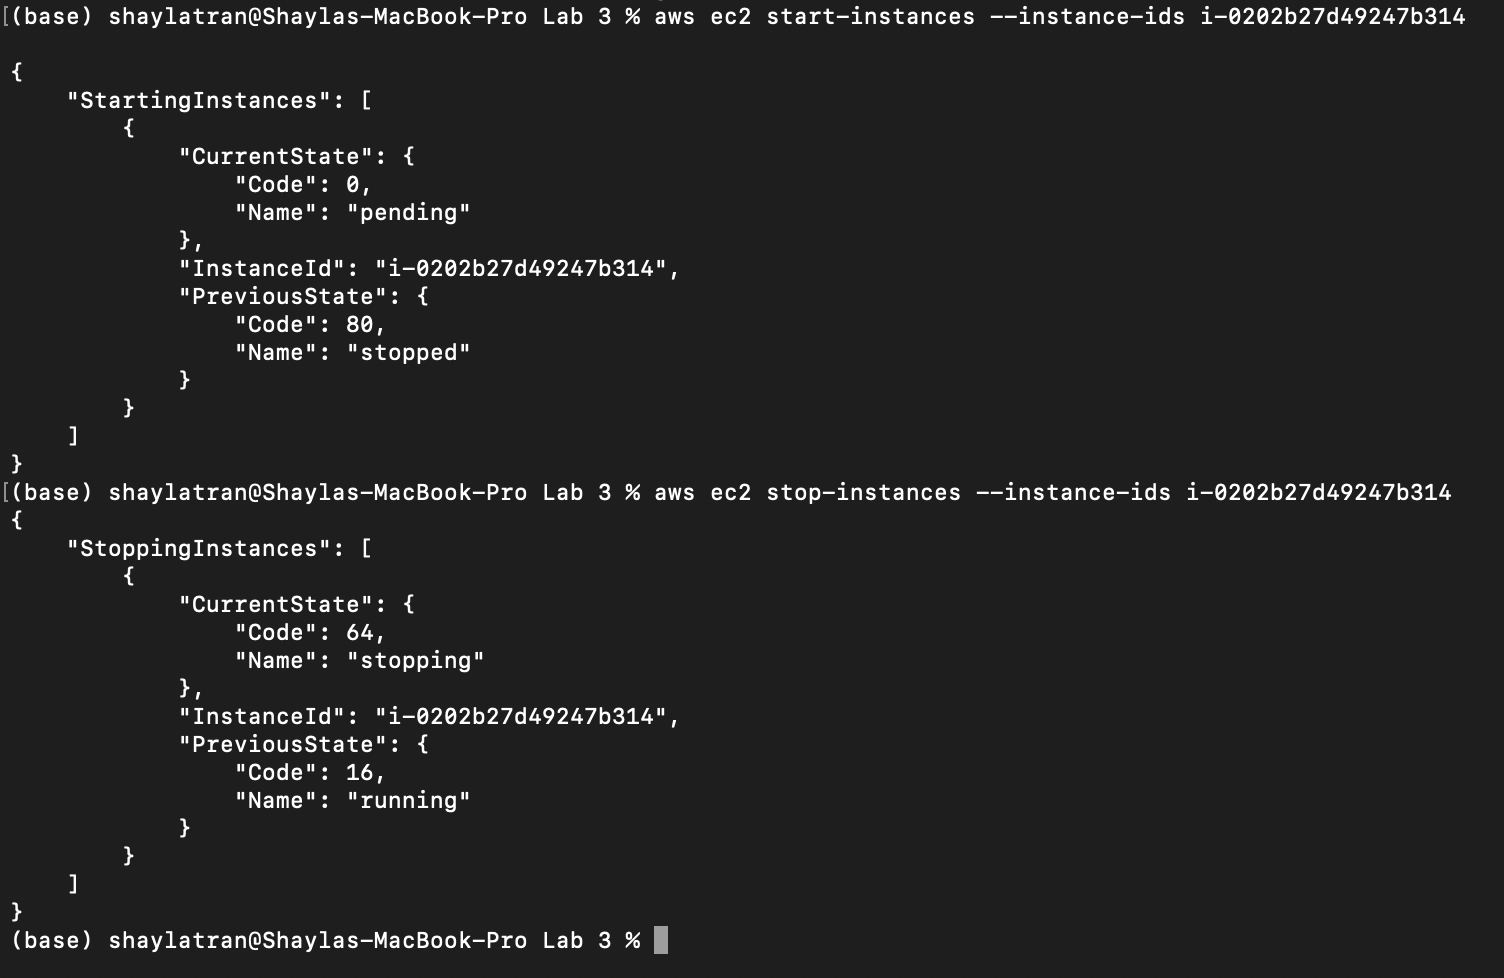 [(base) shaylatran@Shaylas-MacBook-Pro Lab 3 % aws ec2 start-instances --instance-ids i-0202b27d49247b314
{
    "StartingInstances": [
        {
            "CurrentState": {
                "Code": 0,
                "Name": "pending"
            },
            "InstanceId": "i-0202b27d49247b314",
            "PreviousState": {
                "Code": 80,
                "Name": "stopped"
            }
        }
    ]
}
[(base) shaylatran@Shaylas-MacBook-Pro Lab 3 % aws ec2 stop-instances --instance-ids i-0202b27d49247b314
{
    "StoppingInstances": [
        {
            "CurrentState": {
                "Code": 64,
                "Name": "stopping"
            },
            "InstanceId": "i-0202b27d49247b314",
            "PreviousState": {
                "Code": 16,
                "Name": "running"
            }
        }
    ]
}
(base) shaylatran@Shaylas-MacBook-Pro Lab 3 %